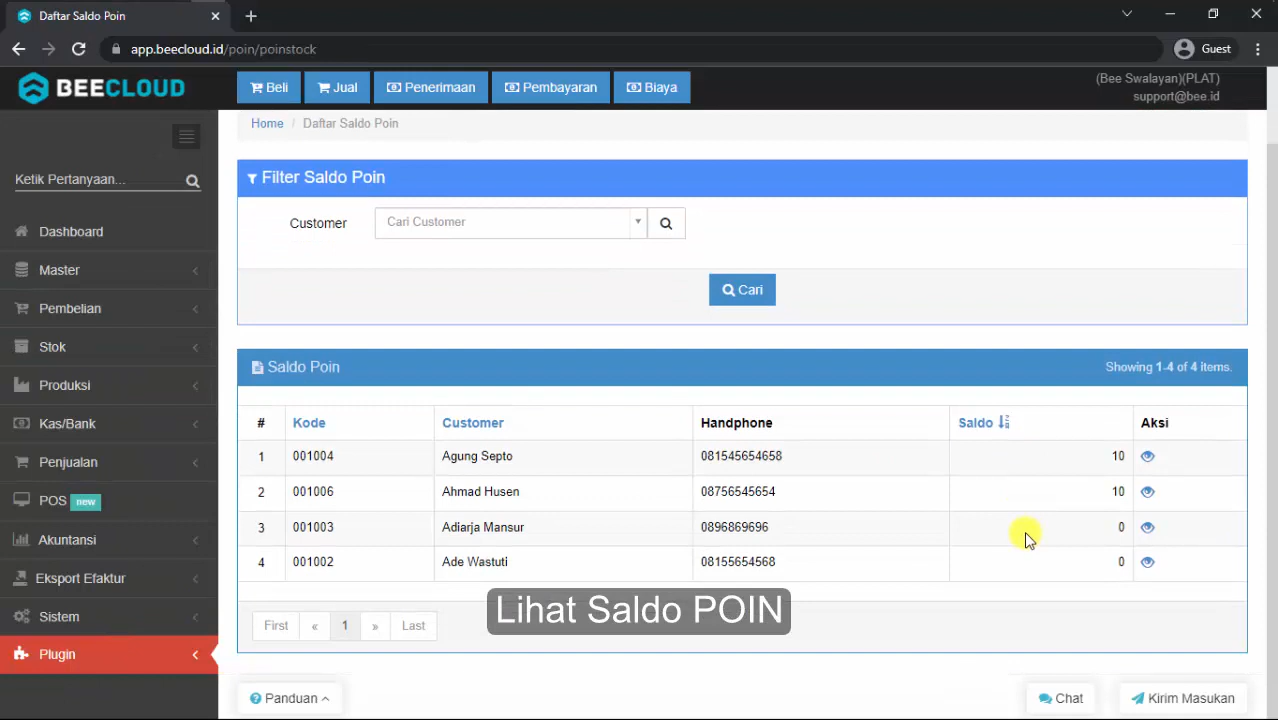 Daftar Saldo Poin
app.beecloud.id/poin/poinstock
Guest
BEECLOUD
Beli
Jual
Penerimaan
Pembayaran
Biaya
(Bee Swalayan)(PLAT)
support@bee.id
Home / Daftar Saldo Poin
Ketik Pertanyaan...
Dashboard
Master
Pembelian
Stok
Produksi
Kas/Bank
Penjualan
POS new
Akuntansi
Eksport Efaktur
Sistem
Plugin
Filter Saldo Poin
Customer Cari Customer
Cari
Saldo Poin Showing 1-4 of 4 items.
# Kode Customer Handphone Saldo Aksi
1 001004 Agung Septo 081545654658 10
2 001006 Ahmad Husen 08756545654 10
3 001003 Adiarja Mansur 0896869696 0
4 001002 Ade Wastuti 08155654568 0
Lihat Saldo POIN
First « 1 » Last
Panduan
Chat
Kirim Masukan